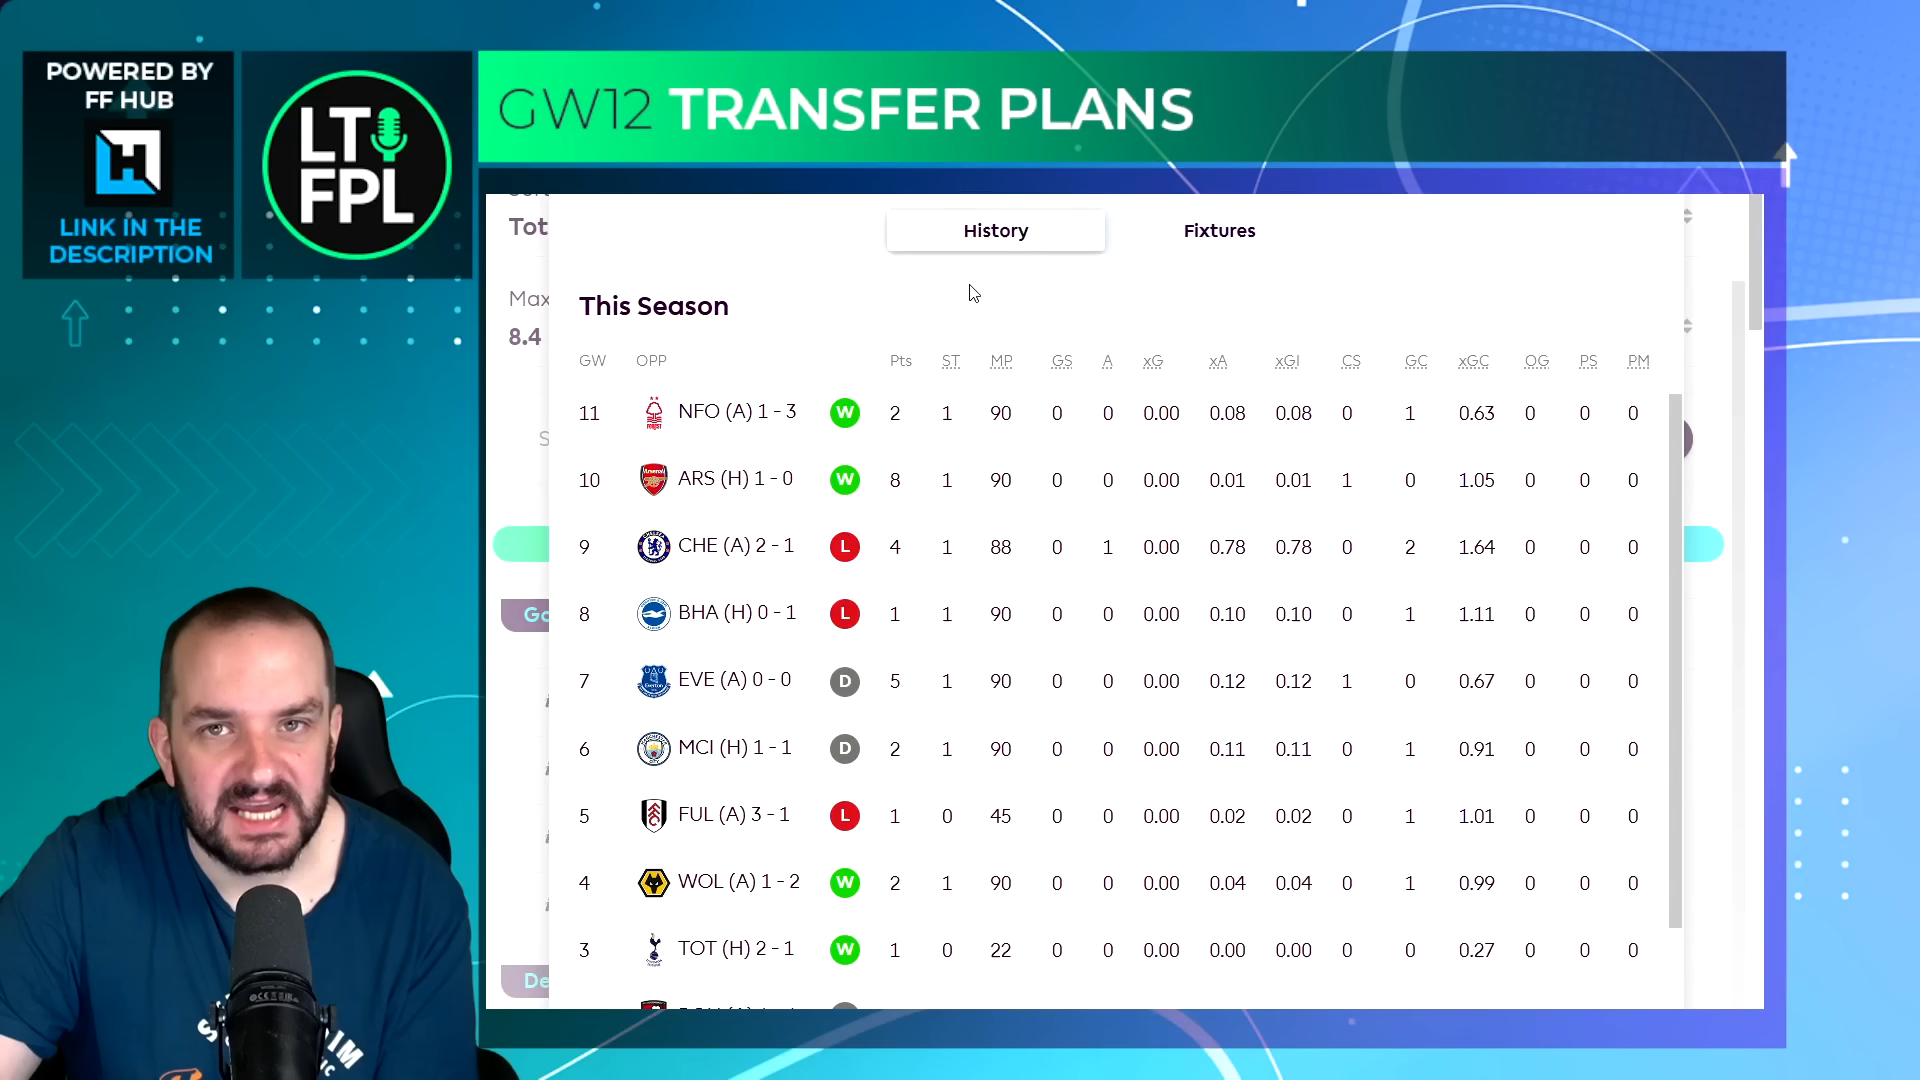 POWERED BY
FF HUB
LINK IN THE
DESCRIPTION
LT
FPL
GW12 TRANSFER PLANS
Tot
Max
8.4
S
Go
De
History Fixtures
This Season
GW OPP Pts ST MP GS A xG xA xGI CS GC xGC OG PS PM
11 NFO (A) 1 - 3 W 2 1 90 0 0 0.00 0.08 0.08 0 1 0.63 0 0 0
10 ARS (H) 1 - 0 W 8 1 90 0 0 0.00 0.01 0.01 1 0 1.05 0 0 0
9 CHE (A) 2 - 1 L 4 1 88 0 1 0.00 0.78 0.78 0 2 1.64 0 0 0
8 BHA (H) 0 - 1 L 1 1 90 0 0 0.00 0.10 0.10 0 1 1.11 0 0 0
7 EVE (A) 0 - 0 D 5 1 90 0 0 0.00 0.12 0.12 1 0 0.67 0 0 0
6 MCI (H) 1 - 1 D 2 1 90 0 0 0.00 0.11 0.11 0 1 0.91 0 0 0
5 FUL (A) 3 - 1 L 1 0 45 0 0 0.00 0.02 0.02 0 1 1.01 0 0 0
4 WOL (A) 1 - 2 W 2 1 90 0 0 0.00 0.04 0.04 0 1 0.99 0 0 0
3 TOT (H) 2 - 1 W 1 0 22 0 0 0.00 0.00 0.00 0 0 0.27 0 0 0